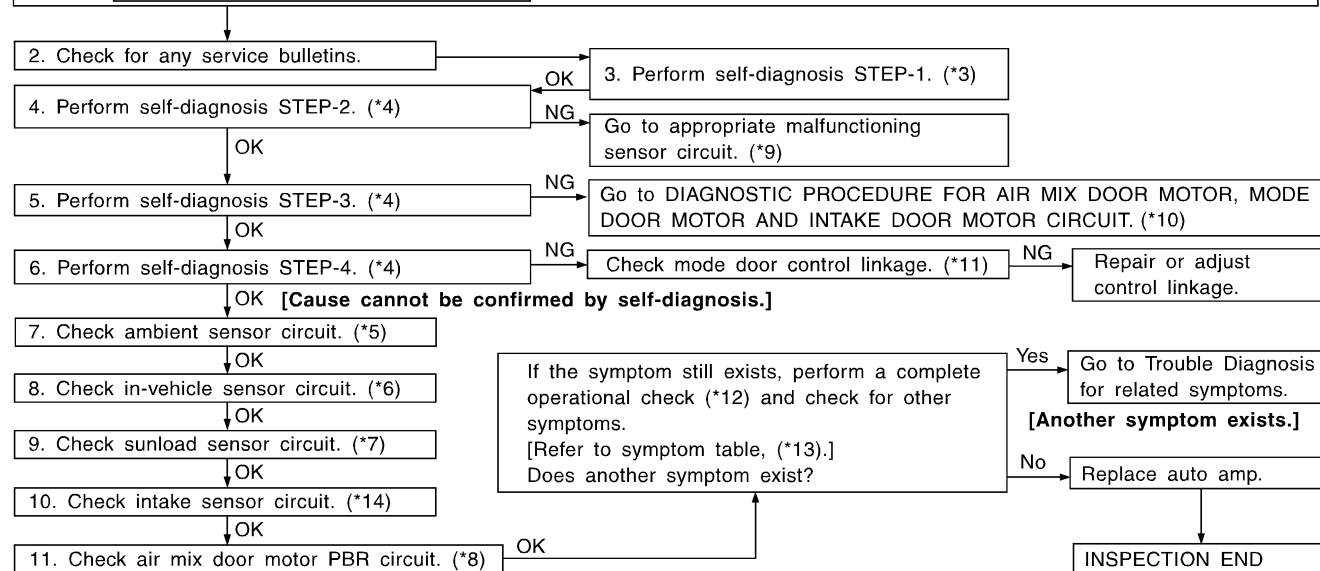 2. Check for any service bulletins.
3. Perform self-diagnosis STEP-1. (*3)
OK
4. Perform self-diagnosis STEP-2. (*4)
NG
Go to appropriate malfunctioning
sensor circuit. (*9)
OK
5. Perform self-diagnosis STEP-3. (*4)
NG
Go to DIAGNOSTIC PROCEDURE FOR AIR MIX DOOR MOTOR, MODE
DOOR MOTOR AND INTAKE DOOR MOTOR CIRCUIT. (*10)
OK
6. Perform self-diagnosis STEP-4. (*4)
NG
Check mode door control linkage. (*11)
NG
Repair or adjust
control linkage.
OK
[Cause cannot be confirmed by self-diagnosis.]
7. Check ambient sensor circuit. (*5)
OK
8. Check in-vehicle sensor circuit. (*6)
OK
9. Check sunload sensor circuit. (*7)
OK
10. Check intake sensor circuit. (*14)
OK
11. Check air mix door motor PBR circuit. (*8)
OK
If the symptom still exists, perform a complete
operational check (*12) and check for other
symptoms.
[Refer to symptom table, (*13).]
Does another symptom exist?
Yes
Go to Trouble Diagnosis
for related symptoms.
[Another symptom exists.]
No
Replace auto amp.
INSPECTION END